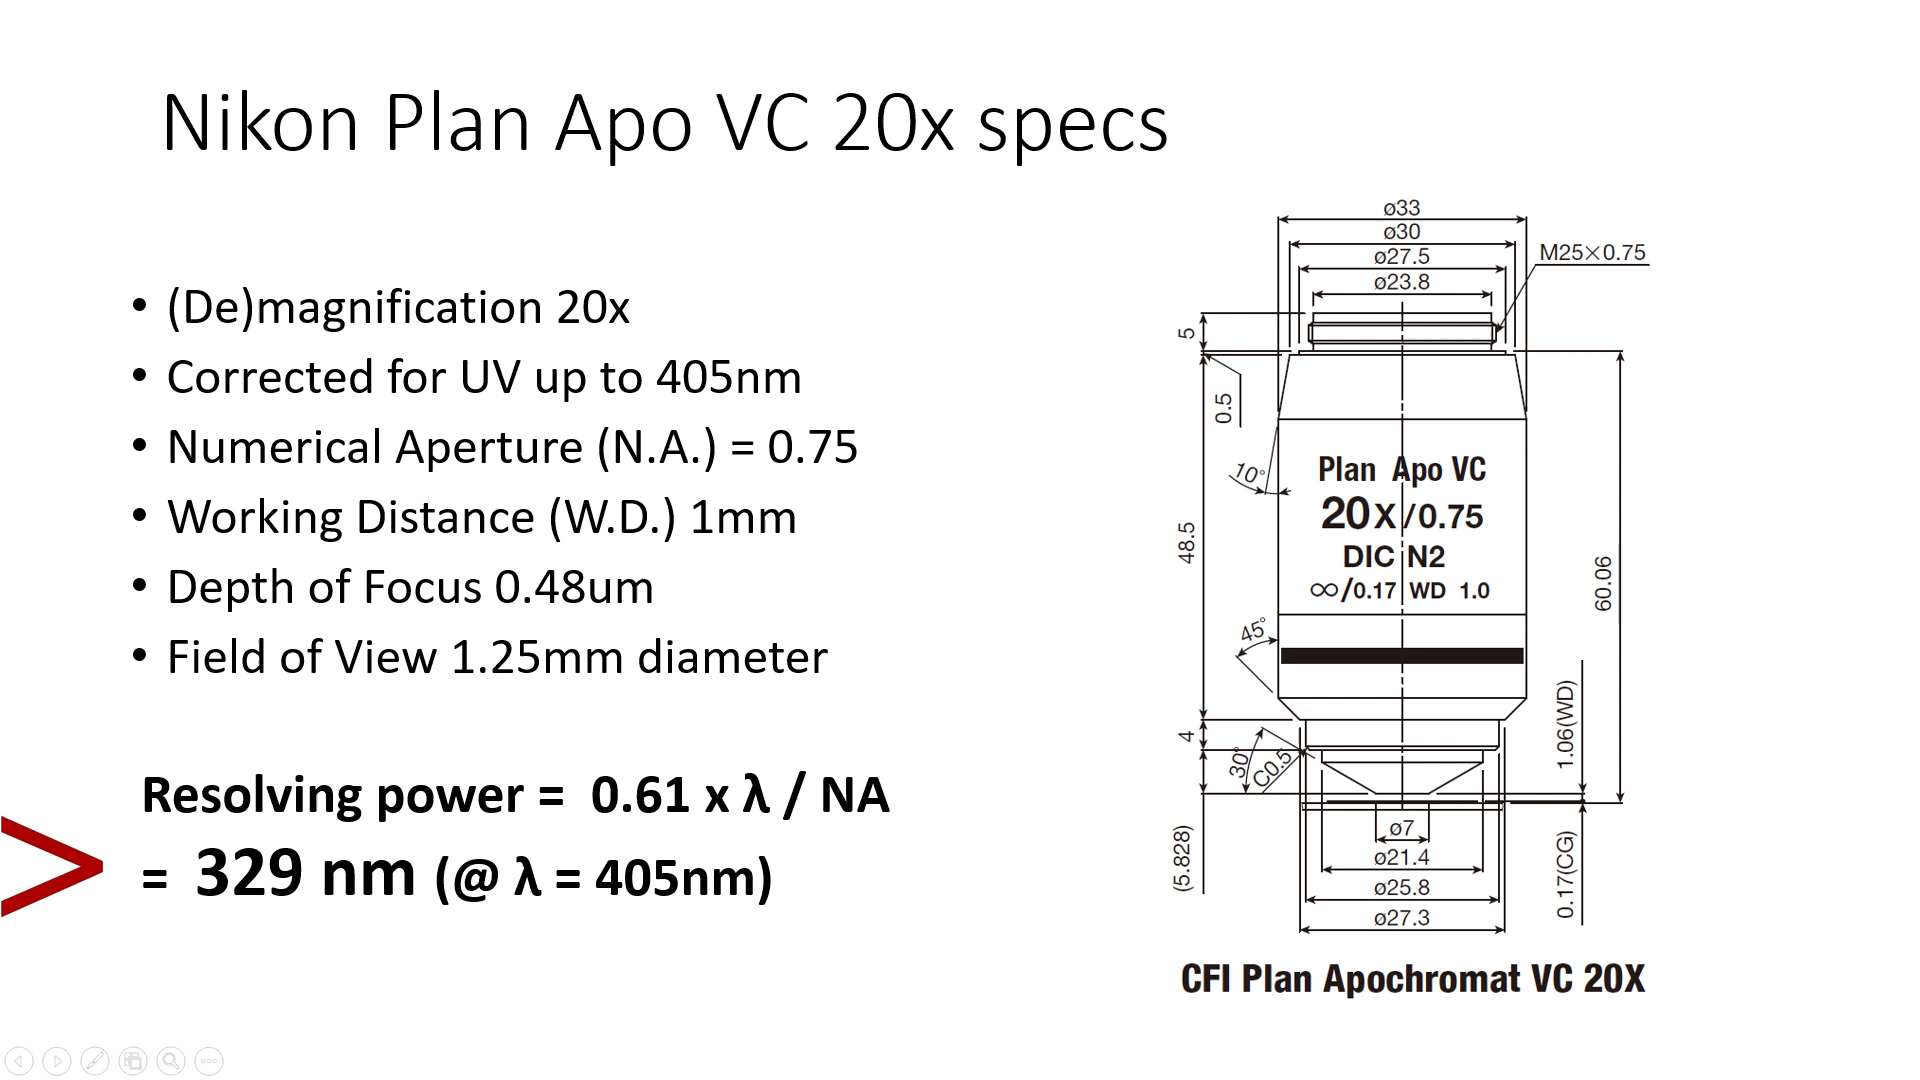 Nikon Plan Apo VC 20x specs
• (De)magnification 20x
• Corrected for UV up to 405nm
• Numerical Aperture (N.A.) = 0.75
• Working Distance (W.D.) 1mm
• Depth of Focus 0.48um
• Field of View 1.25mm diameter
Resolving power = 0.61 x λ / NA
= 329 nm (@ λ = 405nm)
ø33
ø30
ø27.5
ø23.8
M25×0.75
5
0.5
10°
48.5
Plan Apo VC
20x/0.75
DIC N2
∞/0.17 WD 1.0
60.06
45°
1.06(WD)
4
30°
C0.5
(5.828)
0.17(CG)
ø7
ø21.4
ø25.8
ø27.3
CFI Plan Apochromat VC 20X